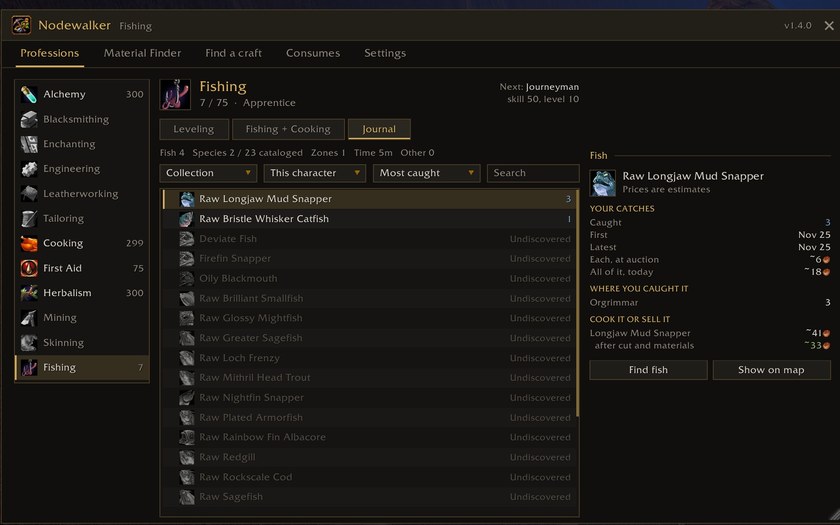 Nodewalker Fishing v1.4.0
Professions Material Finder Find a craft Consumes Settings
Alchemy 300
Blacksmithing
Enchanting
Engineering
Leatherworking
Tailoring
Cooking 299
First Aid 75
Herbalism 300
Mining
Skinning
Fishing 7
Fishing
7 / 75 · Apprentice
Next: Journeyman
skill 50, level 10
Leveling Fishing + Cooking Journal
Fish 4 Species 2 / 23 cataloged Zones 1 Time 5m Other 0
Collection This character Most caught Search
Raw Longjaw Mud Snapper 3
Raw Bristle Whisker Catfish 1
Deviate Fish Undiscovered
Firefin Snapper Undiscovered
Oily Blackmouth Undiscovered
Raw Brilliant Smallfish Undiscovered
Raw Glossy Mightfish Undiscovered
Raw Greater Sagefish Undiscovered
Raw Loch Frenzy Undiscovered
Raw Mithril Head Trout Undiscovered
Raw Nightfin Snapper Undiscovered
Raw Plated Armorfish Undiscovered
Raw Rainbow Fin Albacore Undiscovered
Raw Redgill Undiscovered
Raw Rockscale Cod Undiscovered
Raw Sagefish Undiscovered
Fish
Raw Longjaw Mud Snapper
Prices are estimates
YOUR CATCHES
Caught 3
First Nov 25
Latest Nov 25
Each, at auction ~6
All of it, today ~18
WHERE YOU CAUGHT IT
Orgrimmar 3
COOK IT OR SELL IT
Longjaw Mud Snapper ~41
after cut and materials ~33
Find fish Show on map